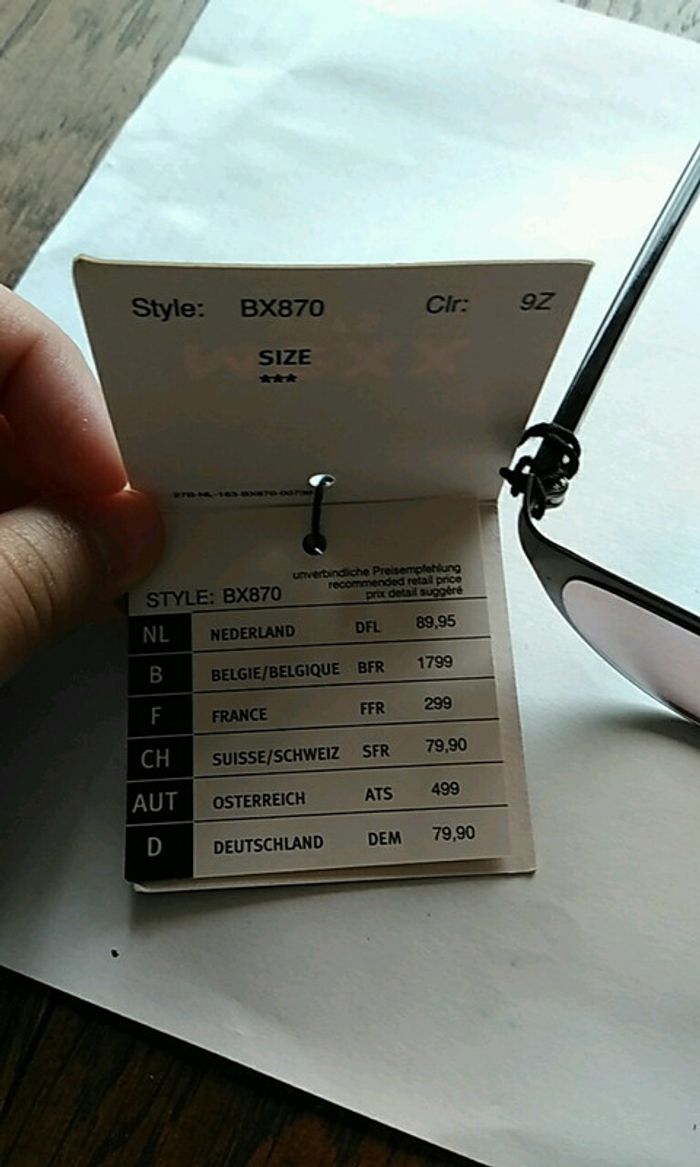 Style: BX870 Clr: 9Z
SIZE
***
unverbindliche Preisempfehlung
recommended retail price
STYLE: BX870 prix detail suggéré
NL NEDERLAND DFL 89,95
B BELGIE/BELGIQUE BFR 1799
F FRANCE FFR 299
CH SUISSE/SCHWEIZ SFR 79,90
AUT OSTERREICH ATS 499
D DEUTSCHLAND DEM 79,90